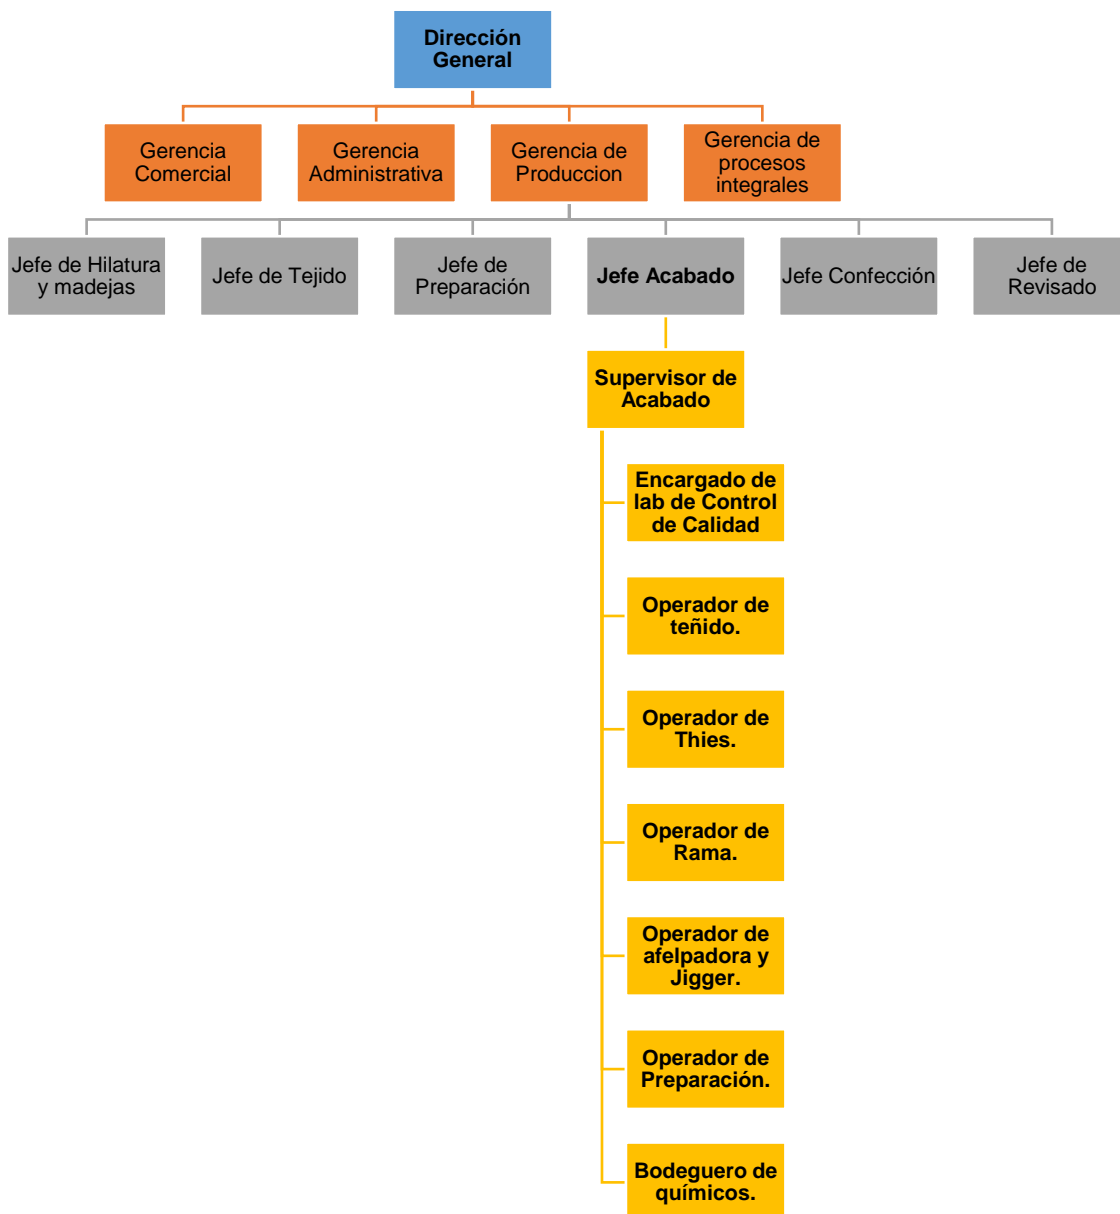 Dirección
General
Gerencia
Comercial
Gerencia
Administrativa
Gerencia de
Produccion
Gerencia de
procesos
integrales
Jefe de Hilatura
y madejas
Jefe de Tejido
Jefe de
Preparación
Jefe Acabado
Jefe Confección
Jefe de
Revisado
Supervisor de
Acabado
Encargado de
lab de Control
de Calidad
Operador de
teñido.
Operador de
Thies.
Operador de
Rama.
Operador de
afelpadora y
Jigger.
Operador de
Preparación.
Bodeguero de
químicos.